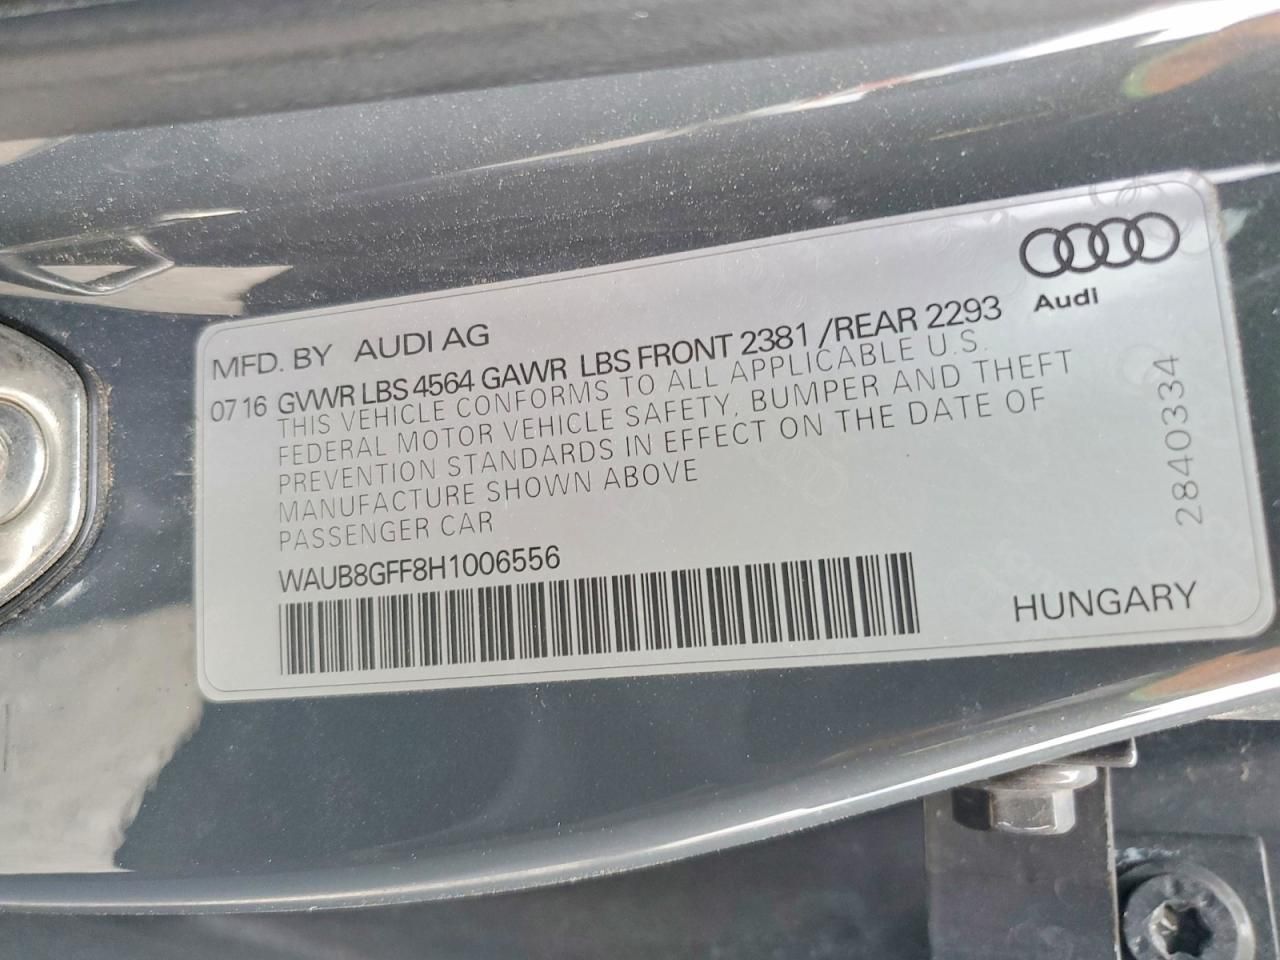 Audi
MFD. BY AUDI AG
07 16 GVWR LBS 4564 GAWR LBS FRONT 2381 /REAR 2293
THIS VEHICLE CONFORMS TO ALL APPLICABLE U.S.
FEDERAL MOTOR VEHICLE SAFETY, BUMPER AND THEFT
PREVENTION STANDARDS IN EFFECT ON THE DATE OF
MANUFACTURE SHOWN ABOVE
PASSENGER CAR
WAUB8GFF8H1006556
HUNGARY
2840334